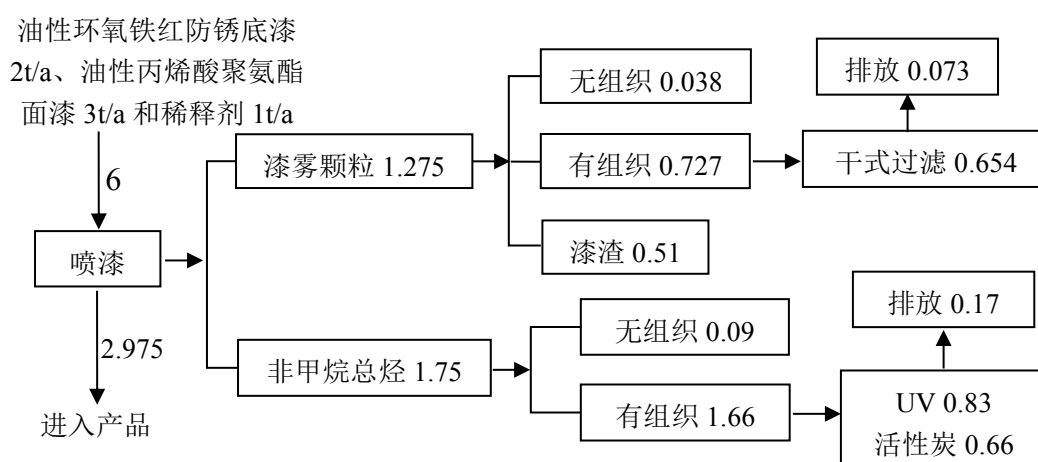 油性环氧铁红防锈底漆
2t/a、油性丙烯酸聚氨酯
面漆 3t/a 和稀释剂 1t/a
6
喷漆
2.975
进入产品
漆雾颗粒 1.275
无组织 0.038
有组织 0.727
漆渣 0.51
排放 0.073
干式过滤 0.654
非甲烷总烃 1.75
无组织 0.09
有组织 1.66
排放 0.17
UV 0.83
活性炭 0.66